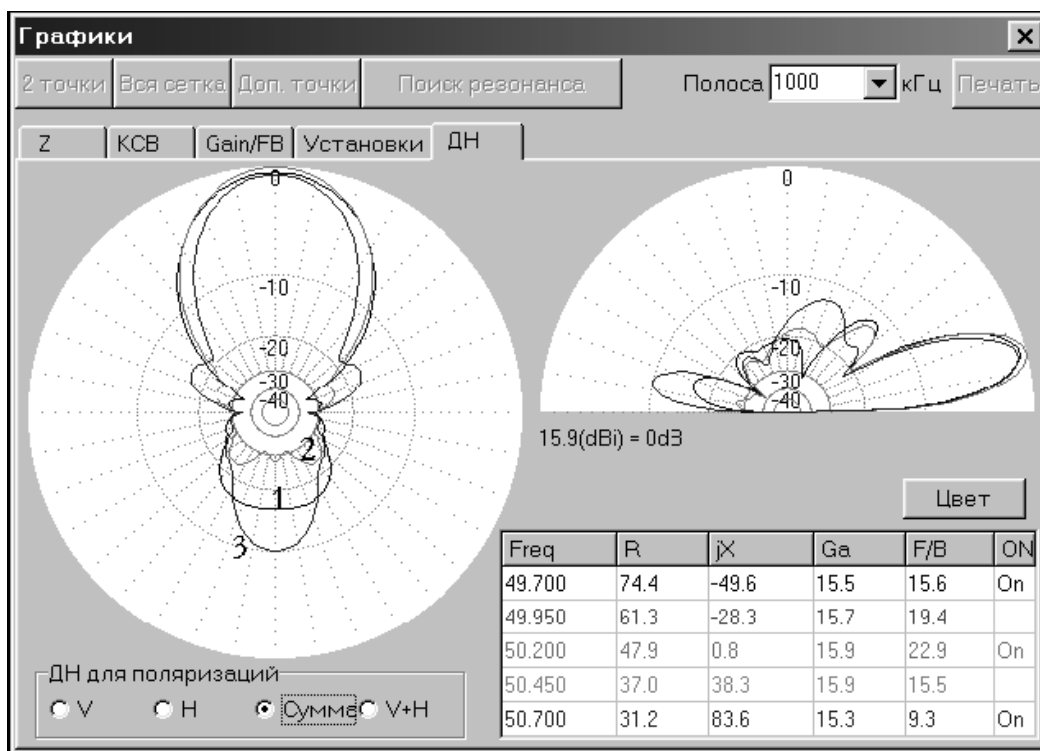 Графики
2 точки Вся сетка Доп. точки Поиск резонанса Полоса 1000 кГц Печать
Z КСВ Gain/FB Установки ДН
0 0
-10 -10
-20 -20
-30 -30
-40 -40
15.9(dBi) = 0dB
2
1
3
Цвет
Freq R jX Ga F/B ON
49.700 74.4 -49.6 15.5 15.6 On
49.950 61.3 -28.3 15.7 19.4
50.200 47.9 0.8 15.9 22.9 On
50.450 37.0 38.3 15.9 15.5
50.700 31.2 83.6 15.3 9.3 On
ДН для поляризаций
V H Сумма V+H